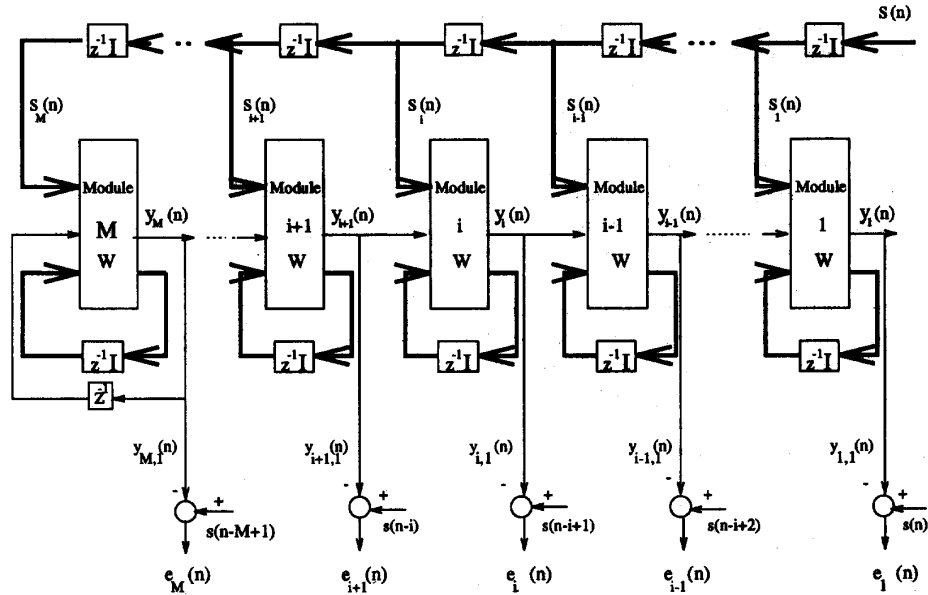 S(n)
z⁻¹I z⁻¹I z⁻¹I z⁻¹I z⁻¹I
S_M(n) S_{i+1}(n) S_i(n) S_{i-1}(n) S_1(n)
Module Module Module Module Module
y_M(n) y_{i+1}(n) y_i(n) y_{i-1}(n) y_1(n)
M i+1 i i-1 1
W W W W W
z⁻¹I z⁻¹I z⁻¹I z⁻¹I z⁻¹I
z⁻¹
y_{M,1}(n) y_{i+1,1}(n) y_{i,1}(n) y_{i-1,1}(n) y_{1,1}(n)
- + - + - + - + - +
s(n-M+1) s(n-i) s(n-i+1) s(n-i+2) s(n)
e_M(n) e_{i+1}(n) e_i(n) e_{i-1}(n) e_1(n)